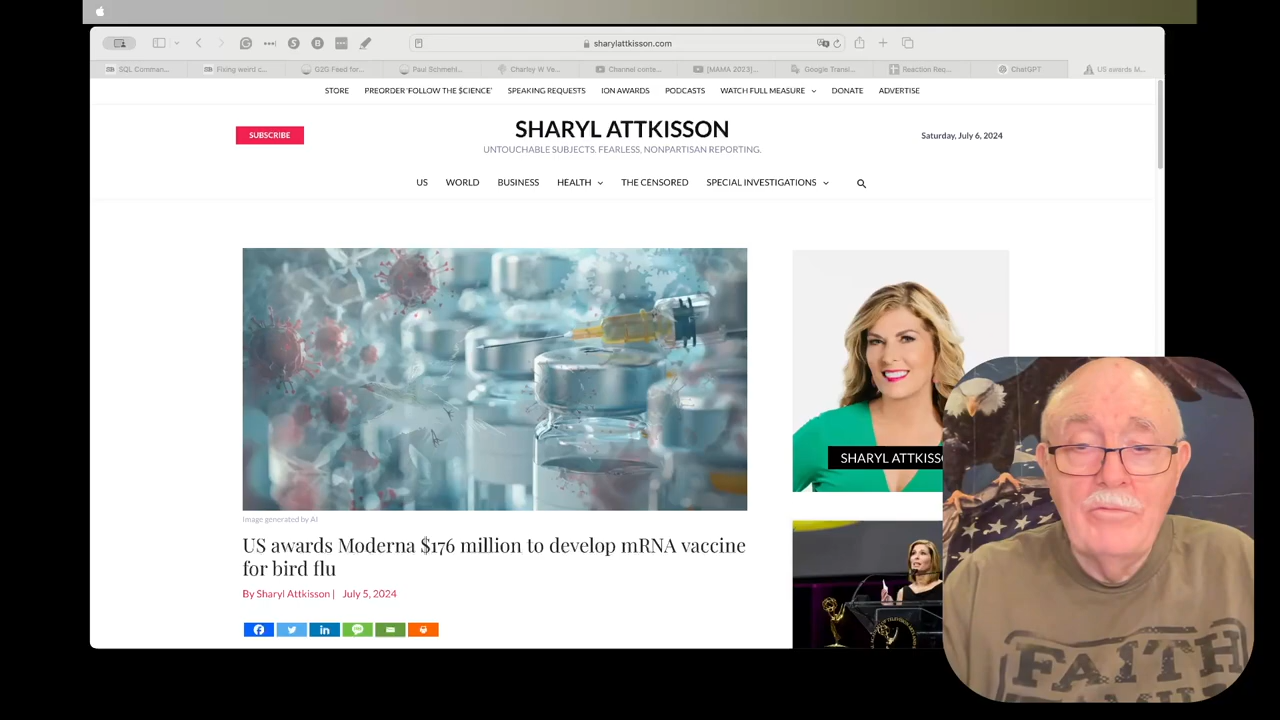 sharylattkisson.com
SQL Comman...
Fixing weird c...
G2G Feed for...
Paul Schmehl...
Charley W Ve...
Channel conte...
[MAMA 2023]...
Google Transl...
Reaction Req...
ChatGPT
US awards M...
STORE
PREORDER 'FOLLOW THE $CIENCE'
SPEAKING REQUESTS
ION AWARDS
PODCASTS
WATCH FULL MEASURE
DONATE
ADVERTISE
SUBSCRIBE
SHARYL ATTKISSON
UNTOUCHABLE SUBJECTS. FEARLESS, NONPARTISAN REPORTING.
Saturday, July 6, 2024
US
WORLD
BUSINESS
HEALTH
THE CENSORED
SPECIAL INVESTIGATIONS
SHARYL ATTKISSO
Image generated by AI
US awards Moderna $176 million to develop mRNA vaccine
for bird flu
By Sharyl Attkisson | July 5, 2024
FAITH